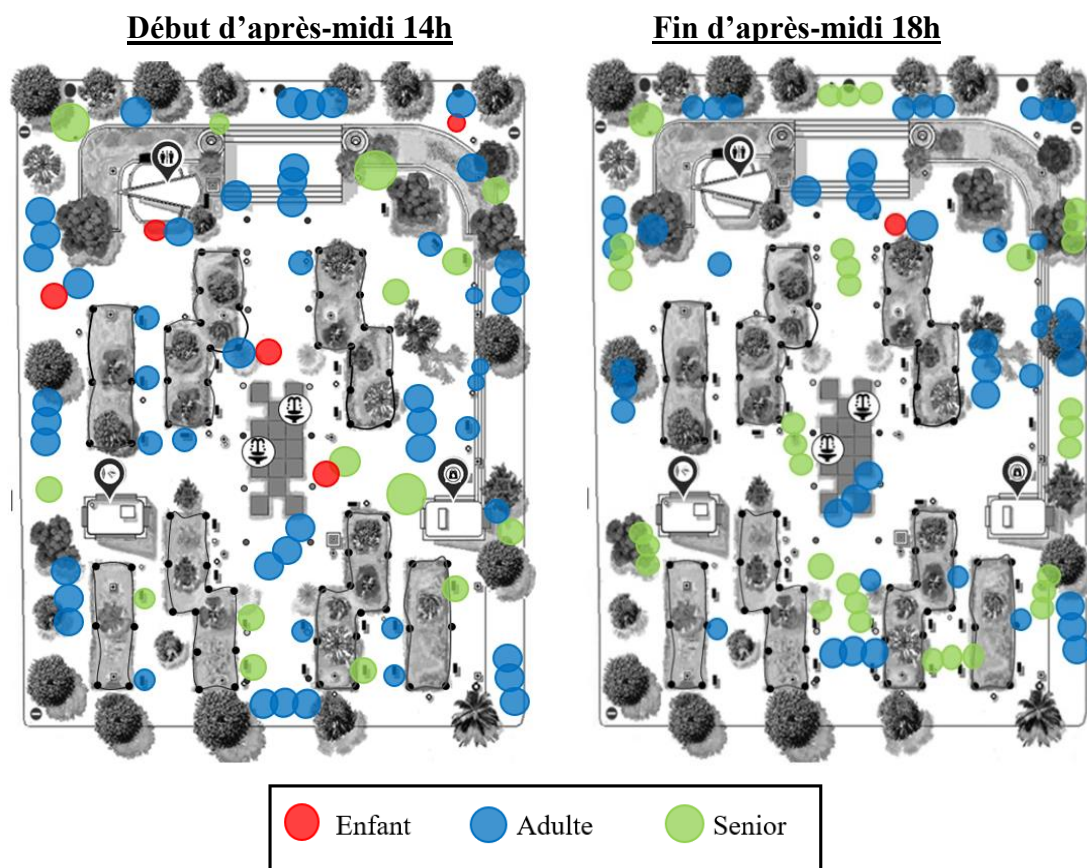 Début d’après-midi 14h
Fin d’après-midi 18h
Enfant
Adulte
Senior